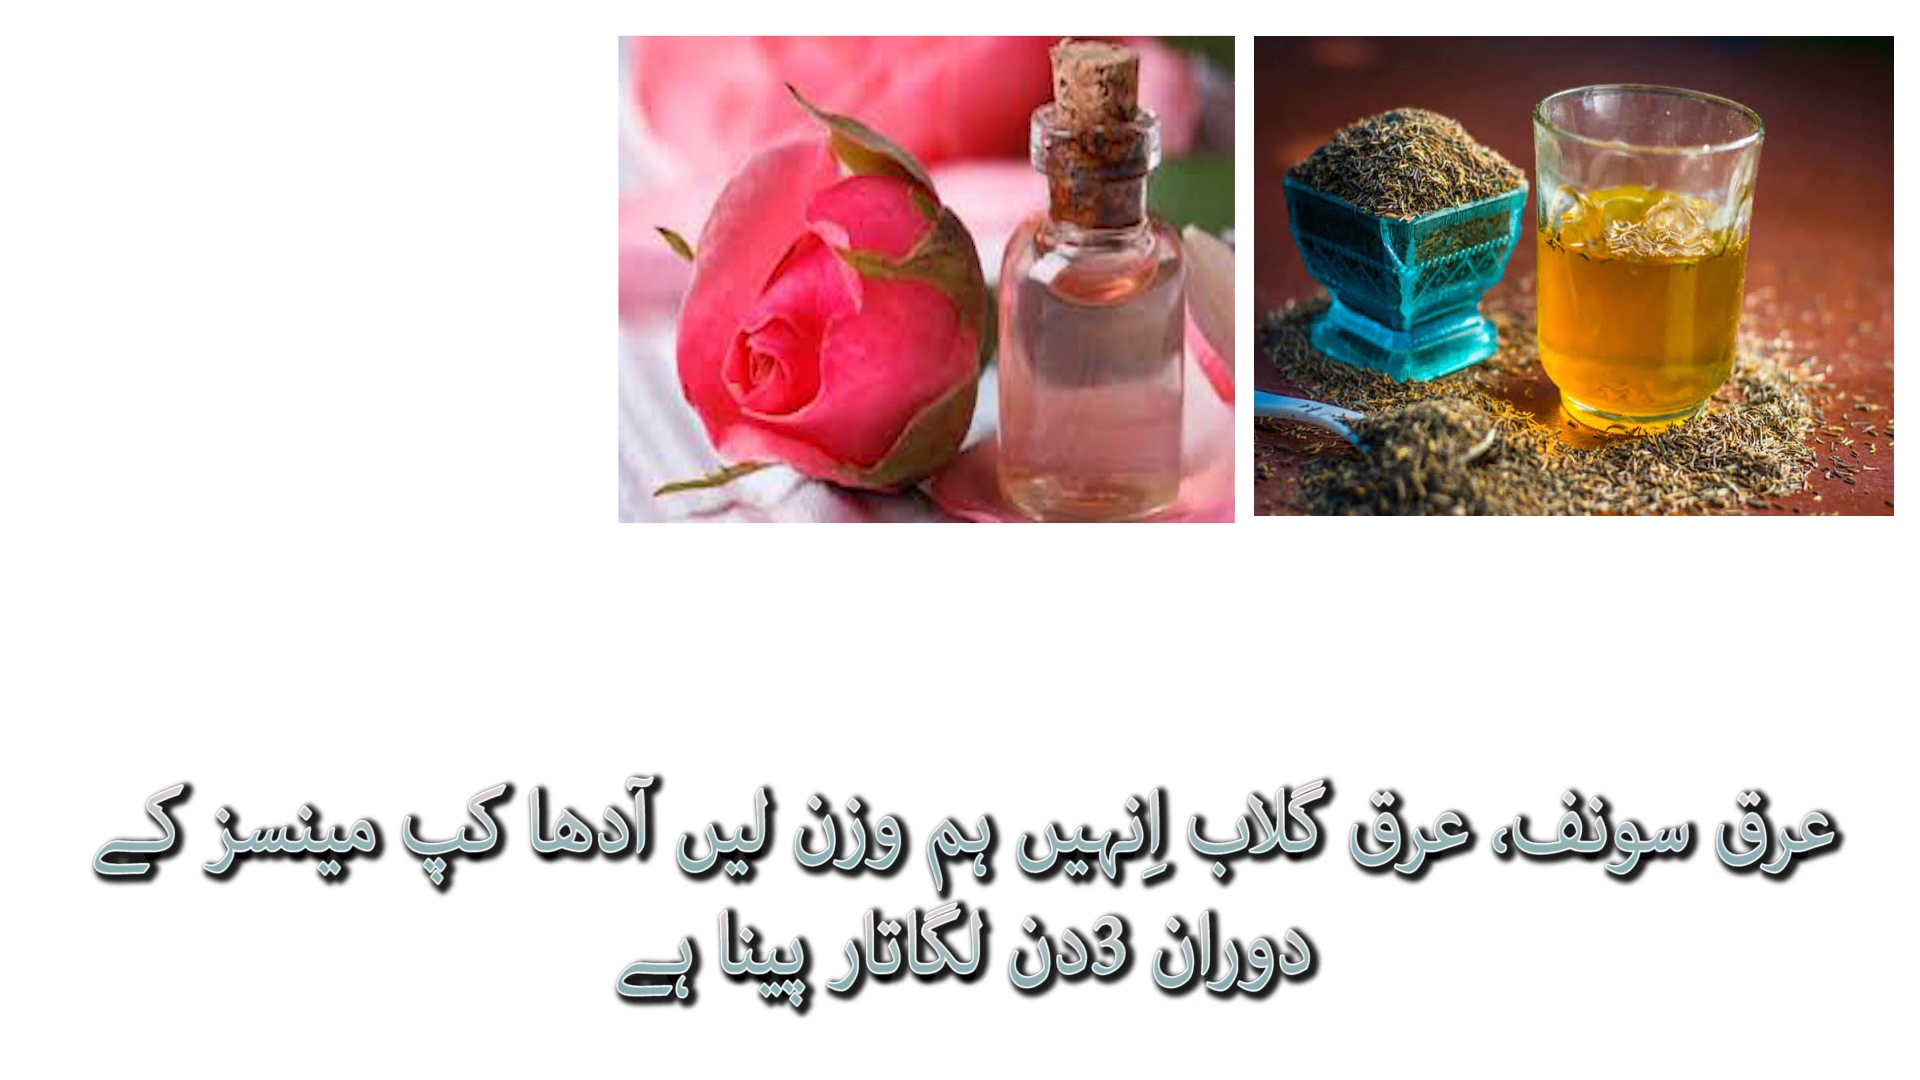 عرق سونف، عرق گلاب اِنہیں ہم وزن لیں آدھا کپ مینسز کے
دوران 3دن لگاتار پینا ہے